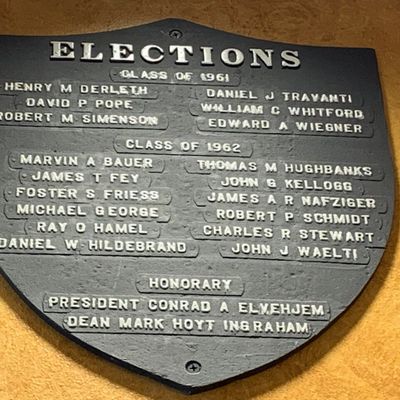 ELECTIONS
CLASS OF 1961
HENRY M DERLETH DANIEL J TRAVANTI
DAVID P POPE WILLIAM C WHITFORD
ROBERT M SIMENSON EDWARD A WIEGNER
CLASS OF 1962
MARVIN A BAUER THOMAS M HUGHBANKS
JAMES T FEY JOHN G KELLOGG
FOSTER S FRIESS JAMES A R NAFZIGER
MICHAEL GEORGE ROBERT P SCHMIDT
RAY O HAMEL CHARLES R STEWART
DANIEL W HILDEBRAND JOHN J WAELTI
HONORARY
PRESIDENT CONRAD A ELVEHJEM
DEAN MARK HOYT INGRAHAM